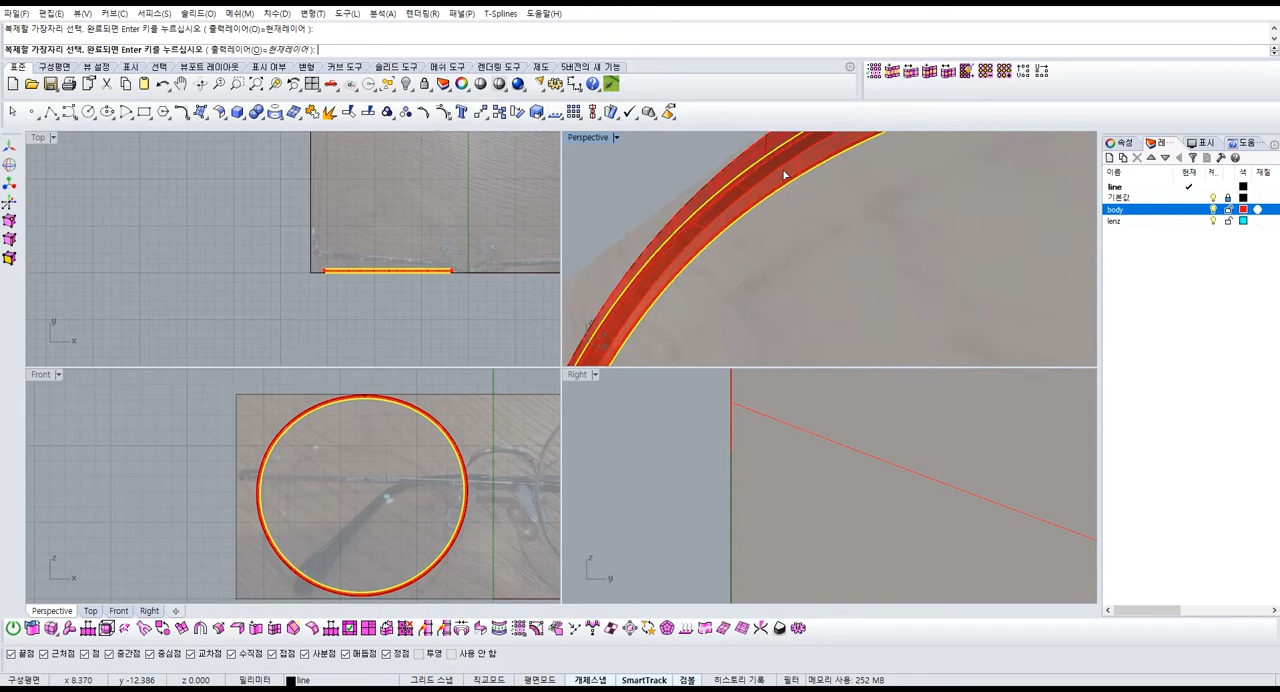 파일(F) 편집(E) 뷰(V) 커브(C) 서피스(S) 솔리드(O) 메쉬(M) 치수(D) 변형(T) 도구(L) 분석(A) 렌더링(R) 패널(P) T-Splines 도움말(H)
복제할 가장자리 선택. 완료되면 Enter 키를 누르십시오 ( 출력레이어(O)=현재레이어 ):
복제할 가장자리 선택. 완료되면 Enter 키를 누르십시오 ( 출력레이어(O)=현재레이어 ):
표준 구성평면 뷰 설정 표시 선택 뷰포트 레이아웃 표시 여부 변형 커브 도구 서피스 도구 솔리드 도구 메쉬 도구 렌더링 도구 제도 5버전의 새 기능
Top
Perspective
속성 레... 표시 도움...
이름 현재 켜.. 색 재질
line
기본값
body
lenz
y
x
Front
Right
z
x
z
y
Perspective Top Front Right
끝점 근처점 점 중간점 중심점 교차점 수직점 접점 사분점 매듭점 정점 투영 사용 안 함
구성평면 x 8.370 y -12.386 z 0.000 밀리미터 line 그리드 스냅 직교모드 평면모드 개체스냅 SmartTrack 검볼 히스토리 기록 필터 메모리 사용: 252 MB